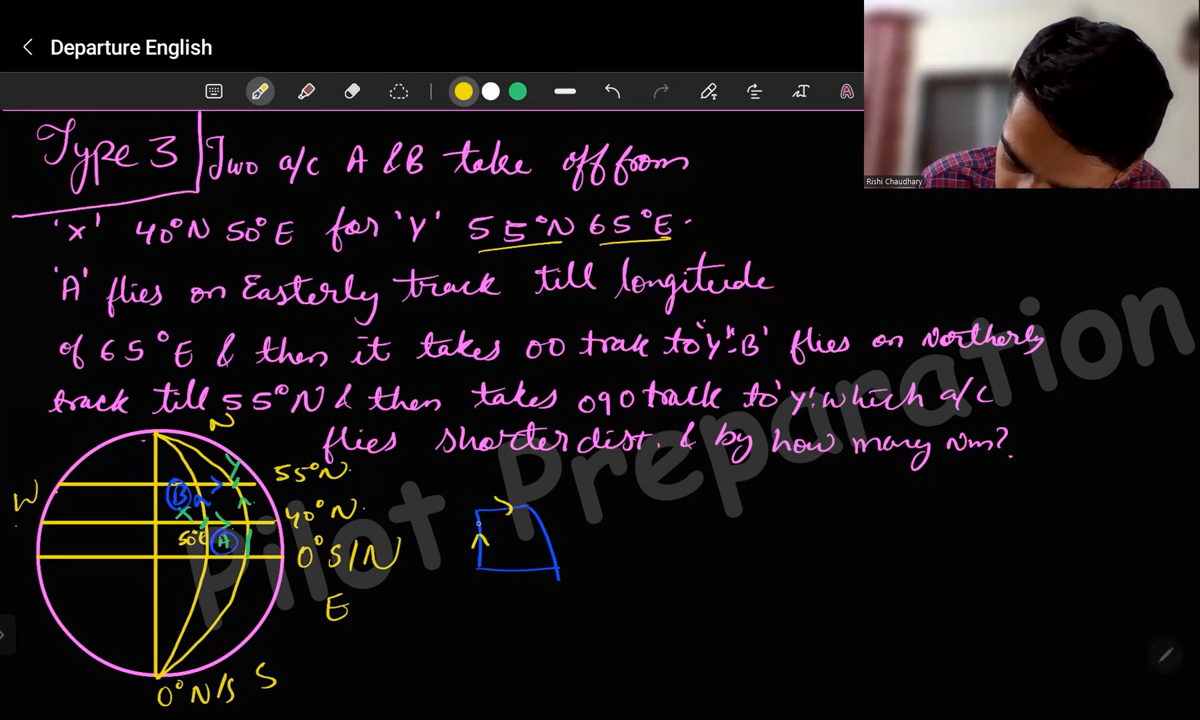 Departure English
Rishi Chaudhary
Type 3 Two a/c A & B take off from
'X' 40°N 50°E for 'Y' 55°N 65°E.
'A' flies on Easterly track till longitude
of 65°E & then it takes 00 trak to 'Y'. 'B' flies on Northerly
track till 55°N & then takes 090 track to 'Y'. which a/c
flies shorter dist. & by how many Nm?
N
55°N.
W
Y
B
40°N.
X
50°E
A
0°S/N
E
0°N/S
S
Pilot Preparation